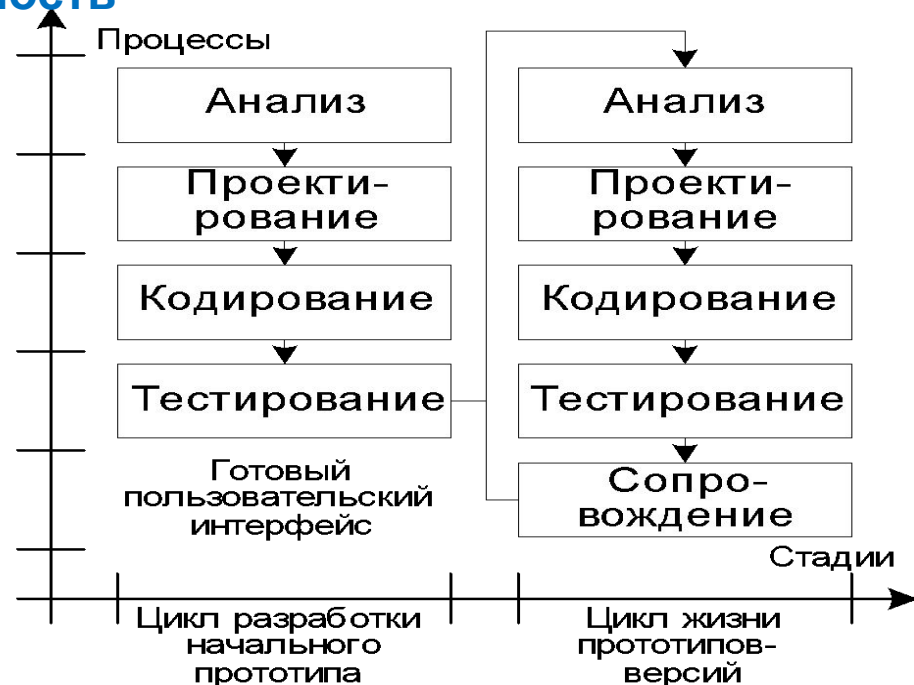 Процессы
Анализ
Проекти-
рование
Кодирование
Тестирование
Готовый
пользовательский
интерфейс
Анализ
Проекти-
рование
Кодирование
Тестирование
Сопро-
вождение
Стадии
Цикл разработки
начального
прототипа
Цикл жизни
прототипов-
версий